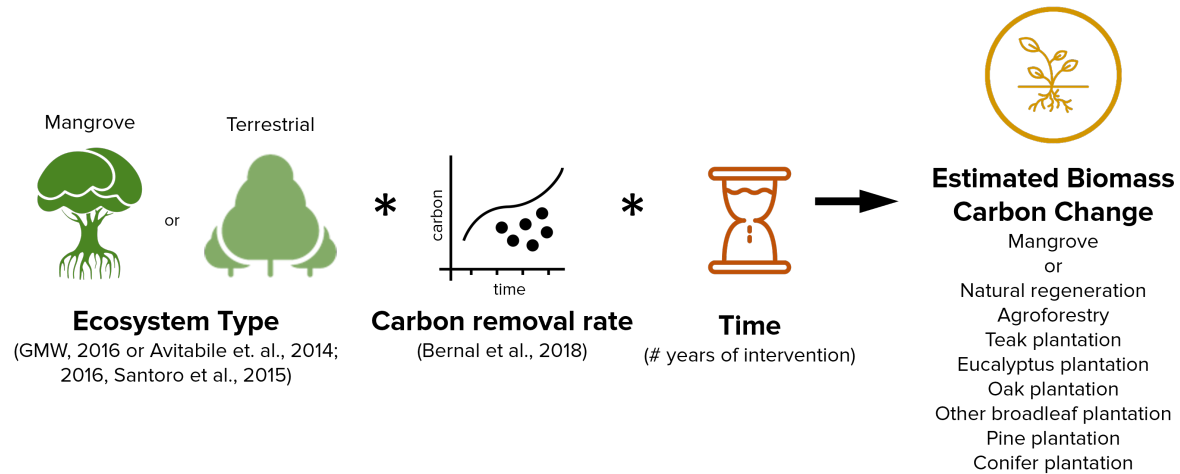 Mangrove
Terrestrial
or
*
carbon
time
*
Ecosystem Type
(GMW, 2016 or Avitabile et. al., 2014;
2016, Santoro et al., 2015)
Carbon removal rate
(Bernal et al., 2018)
Time
(# years of intervention)
Estimated Biomass
Carbon Change
Mangrove
or
Natural regeneration
Agroforestry
Teak plantation
Eucalyptus plantation
Oak plantation
Other broadleaf plantation
Pine plantation
Conifer plantation